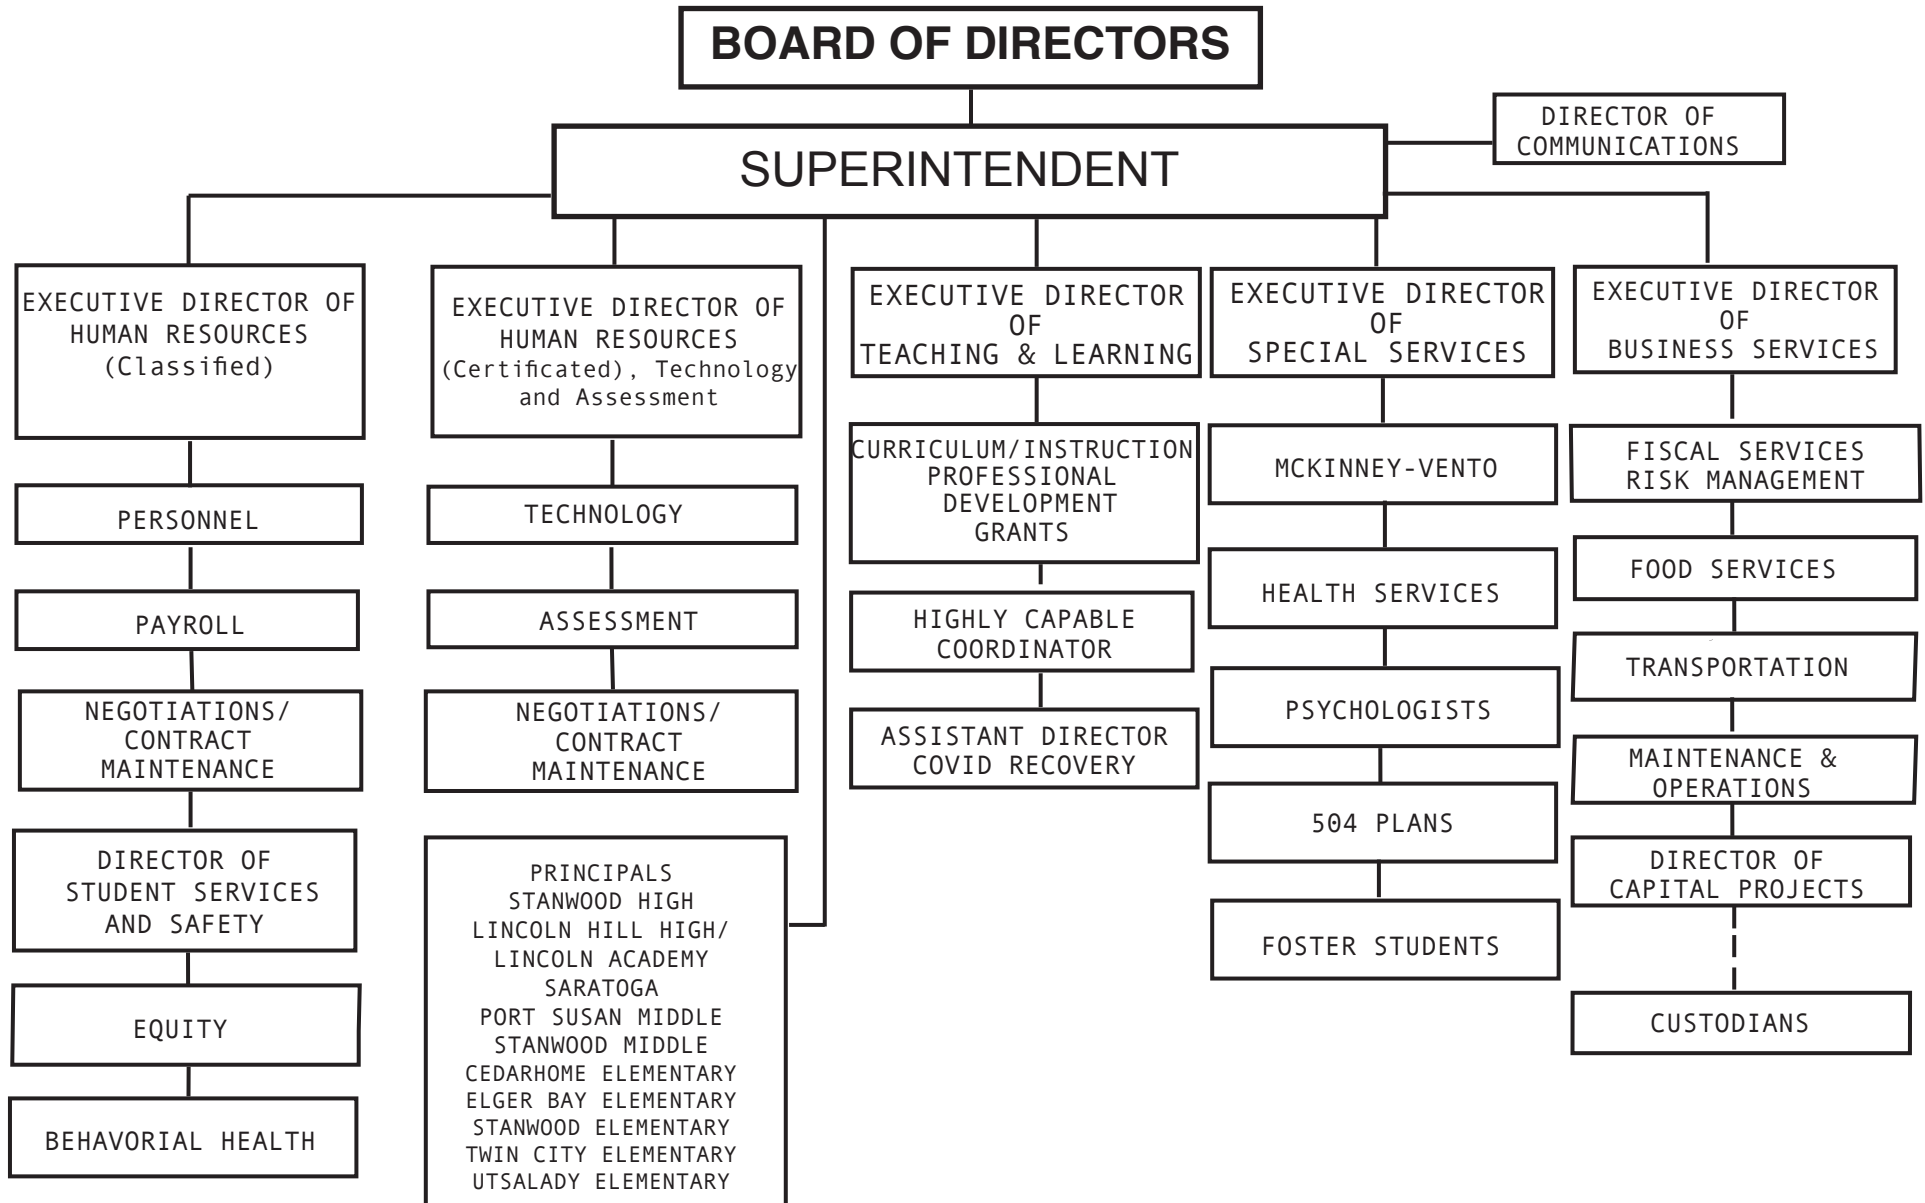 BOARD OF DIRECTORS
DIRECTOR OF
COMMUNICATIONS
SUPERINTENDENT
EXECUTIVE DIRECTOR OF
HUMAN RESOURCES
(Classified)
PERSONNEL
PAYROLL
NEGOTIATIONS/
CONTRACT
MAINTENANCE
DIRECTOR OF
STUDENT SERVICES
AND SAFETY
EQUITY
BEHAVORIAL HEALTH
EXECUTIVE DIRECTOR OF
HUMAN RESOURCES
(Certificated), Technology
and Assessment
TECHNOLOGY
ASSESSMENT
NEGOTIATIONS/
CONTRACT
MAINTENANCE
PRINCIPALS
STANWOOD HIGH
LINCOLN HILL HIGH/
LINCOLN ACADEMY
SARATOGA
PORT SUSAN MIDDLE
STANWOOD MIDDLE
CEDARHOME ELEMENTARY
ELGER BAY ELEMENTARY
STANWOOD ELEMENTARY
TWIN CITY ELEMENTARY
UTSALADY ELEMENTARY
EXECUTIVE DIRECTOR
OF
TEACHING & LEARNING
CURRICULUM/INSTRUCTION
PROFESSIONAL
DEVELOPMENT
GRANTS
HIGHLY CAPABLE
COORDINATOR
ASSISTANT DIRECTOR
COVID RECOVERY
EXECUTIVE DIRECTOR
OF
SPECIAL SERVICES
MCKINNEY-VENTO
HEALTH SERVICES
PSYCHOLOGISTS
504 PLANS
FOSTER STUDENTS
EXECUTIVE DIRECTOR
OF
BUSINESS SERVICES
FISCAL SERVICES
RISK MANAGEMENT
FOOD SERVICES
TRANSPORTATION
MAINTENANCE &
OPERATIONS
DIRECTOR OF
CAPITAL PROJECTS
CUSTODIANS